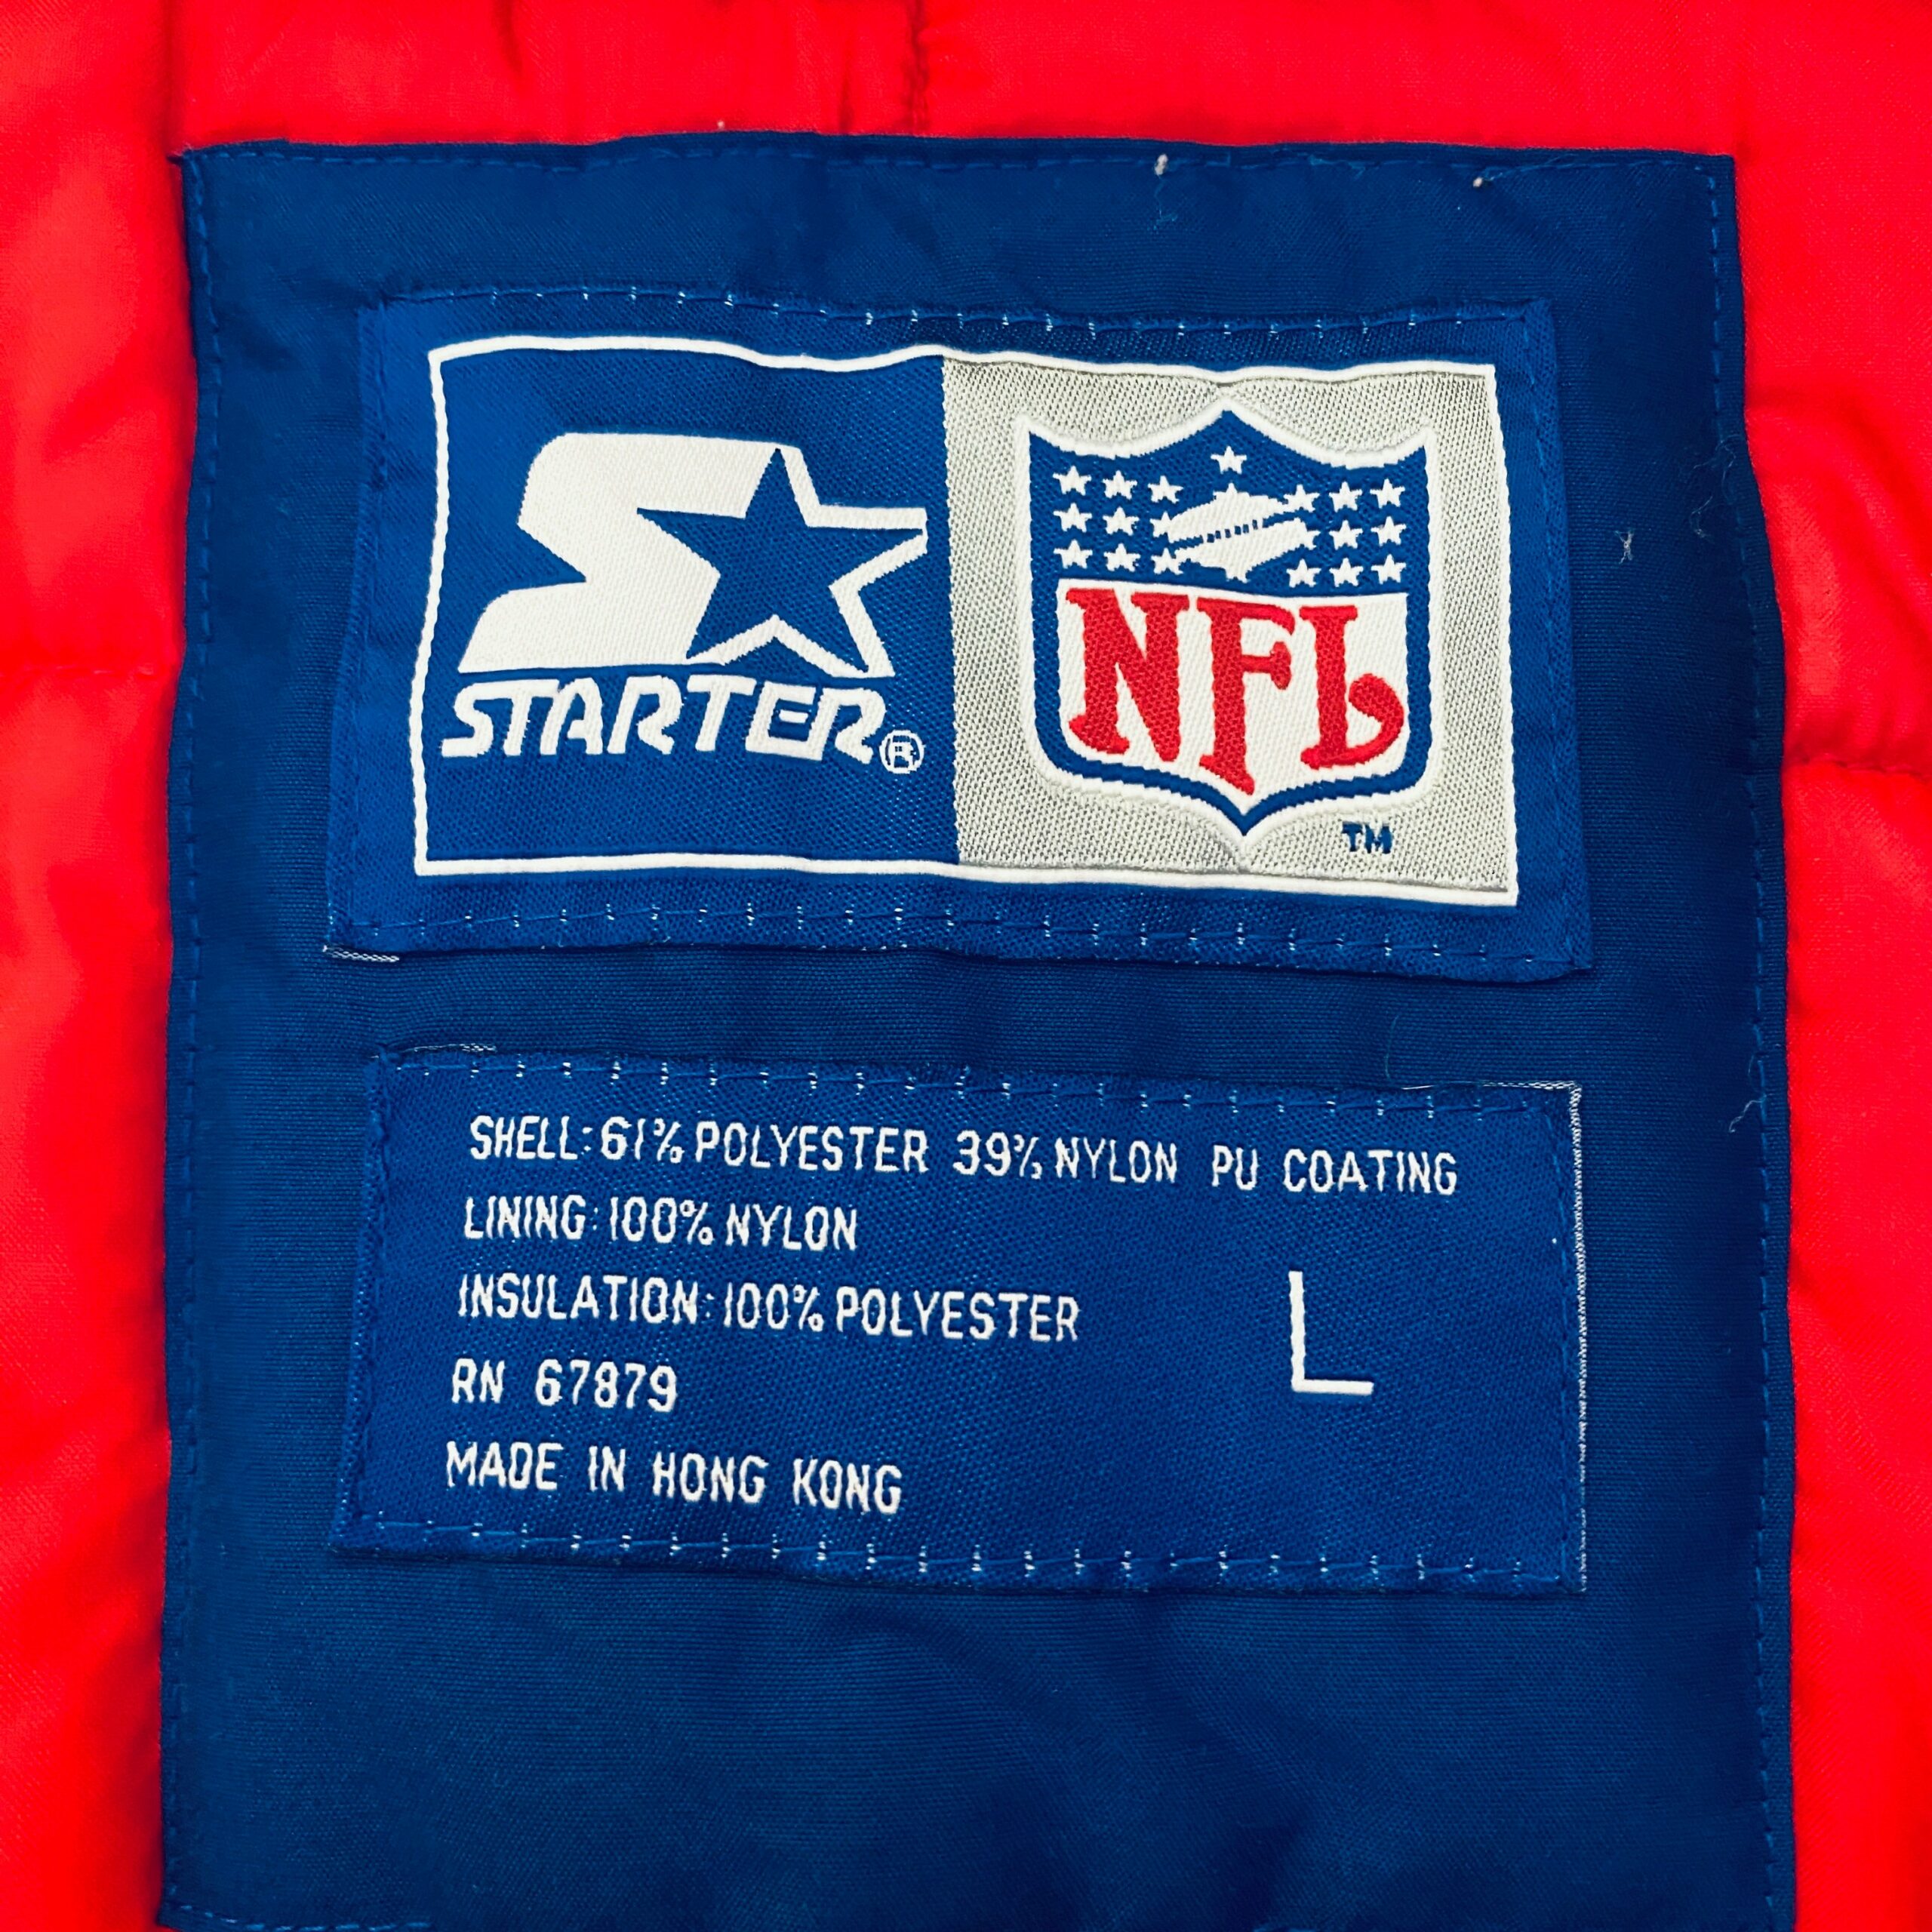 STARTER®
NFL
TM
SHELL: 61% POLYESTER 39% NYLON PU COATING
LINING: 100% NYLON
INSULATION: 100% POLYESTER
RN 67879
MADE IN HONG KONG
L